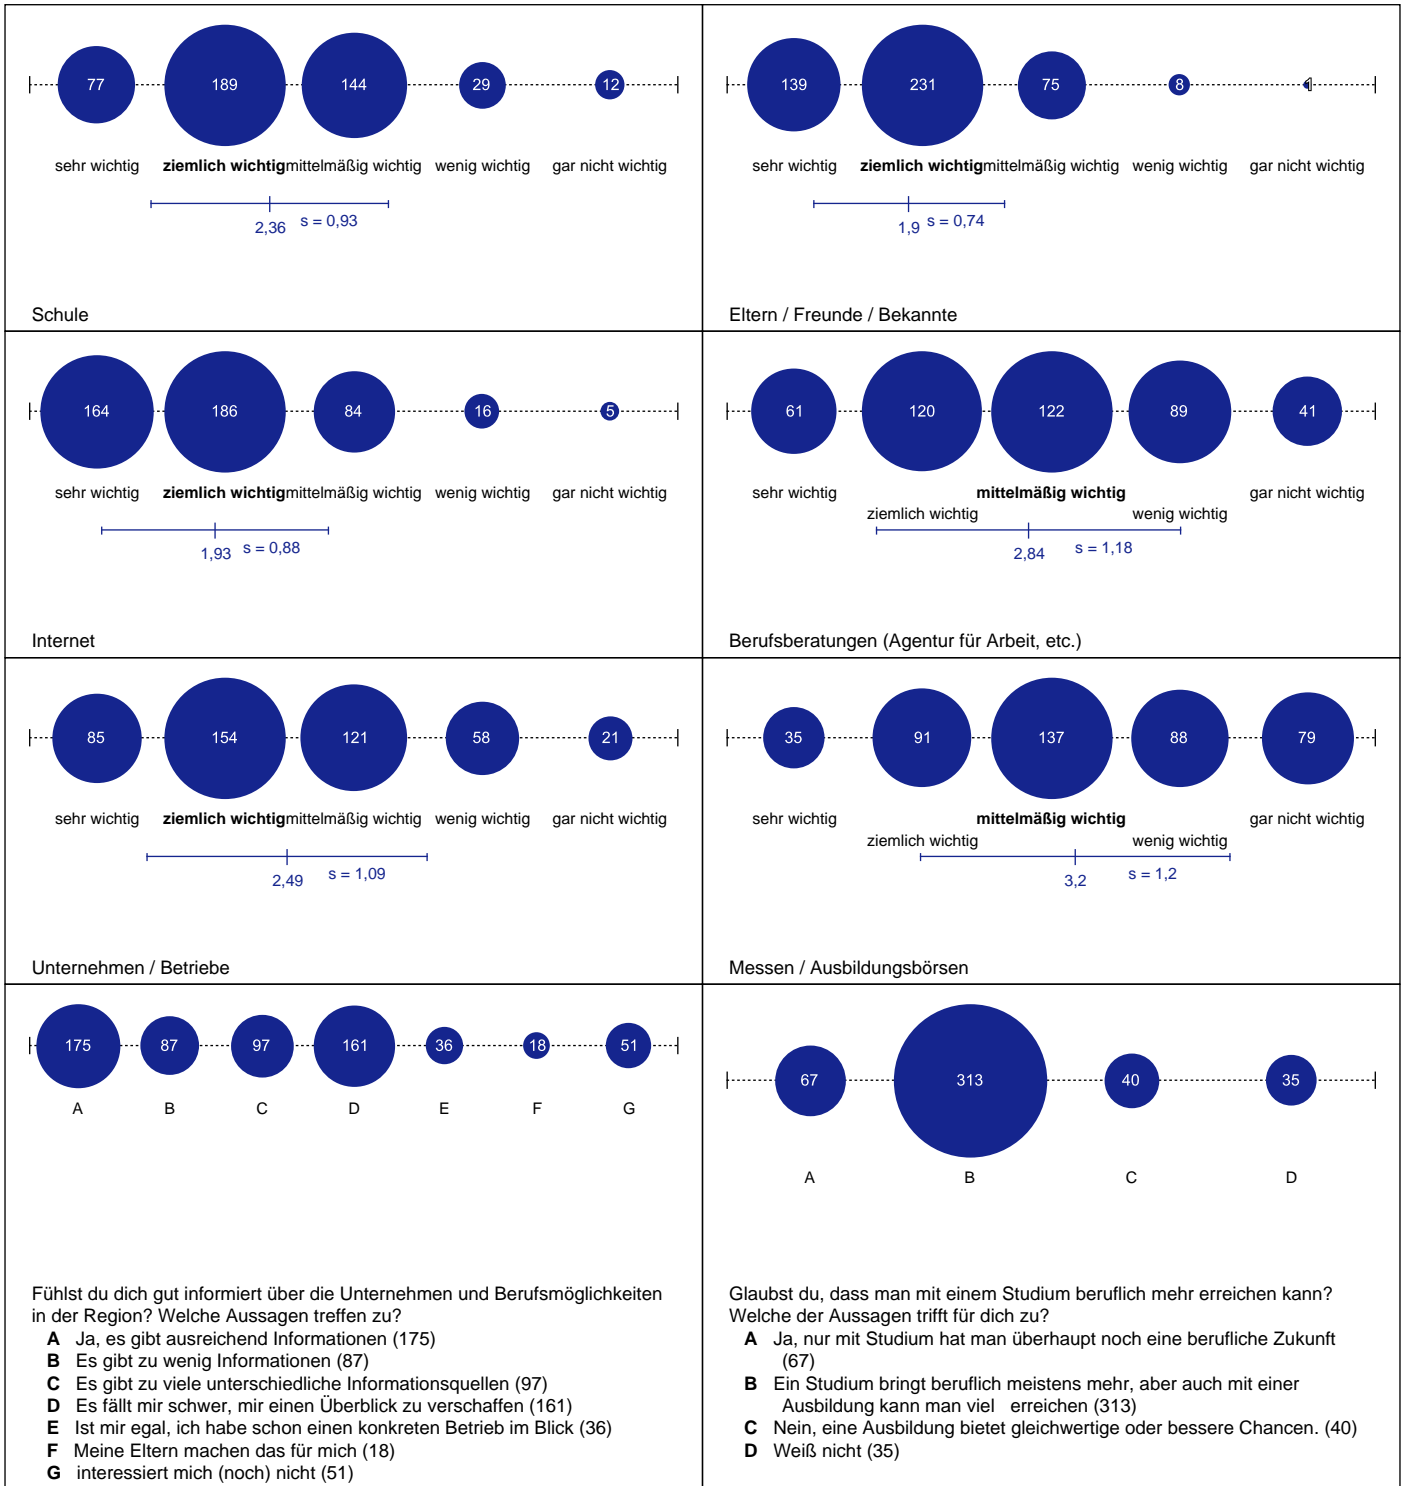 77 189 144 29 12
sehr wichtig ziemlich wichtig mittelmäßig wichtig wenig wichtig gar nicht wichtig
2,36 s = 0,93
Schule
139 231 75 8
sehr wichtig ziemlich wichtig mittelmäßig wichtig wenig wichtig gar nicht wichtig
1,9 s = 0,74
Eltern / Freunde / Bekannte
164 186 84 16 5
sehr wichtig ziemlich wichtig mittelmäßig wichtig wenig wichtig gar nicht wichtig
1,93 s = 0,88
Internet
61 120 122 89 41
sehr wichtig mittelmäßig wichtig gar nicht wichtig
ziemlich wichtig wenig wichtig
2,84 s = 1,18
Berufsberatungen (Agentur für Arbeit, etc.)
85 154 121 58 21
sehr wichtig ziemlich wichtig mittelmäßig wichtig wenig wichtig gar nicht wichtig
2,49 s = 1,09
Unternehmen / Betriebe
35 91 137 88 79
sehr wichtig mittelmäßig wichtig gar nicht wichtig
ziemlich wichtig wenig wichtig
3,2 s = 1,2
Messen / Ausbildungsbörsen
175 87 97 161 36 18 51
A B C D E F G
Fühlst du dich gut informiert über die Unternehmen und Berufsmöglichkeiten
in der Region? Welche Aussagen treffen zu?
A Ja, es gibt ausreichend Informationen (175)
B Es gibt zu wenig Informationen (87)
C Es gibt zu viele unterschiedliche Informationsquellen (97)
D Es fällt mir schwer, mir einen Überblick zu verschaffen (161)
E Ist mir egal, ich habe schon einen konkreten Betrieb im Blick (36)
F Meine Eltern machen das für mich (18)
G interessiert mich (noch) nicht (51)
67 313 40 35
A B C D
Glaubst du, dass man mit einem Studium beruflich mehr erreichen kann?
Welche der Aussagen trifft für dich zu?
A Ja, nur mit Studium hat man überhaupt noch eine berufliche Zukunft
(67)
B Ein Studium bringt beruflich meistens mehr, aber auch mit einer
Ausbildung kann man viel erreichen (313)
C Nein, eine Ausbildung bietet gleichwertige oder bessere Chancen. (40)
D Weiß nicht (35)